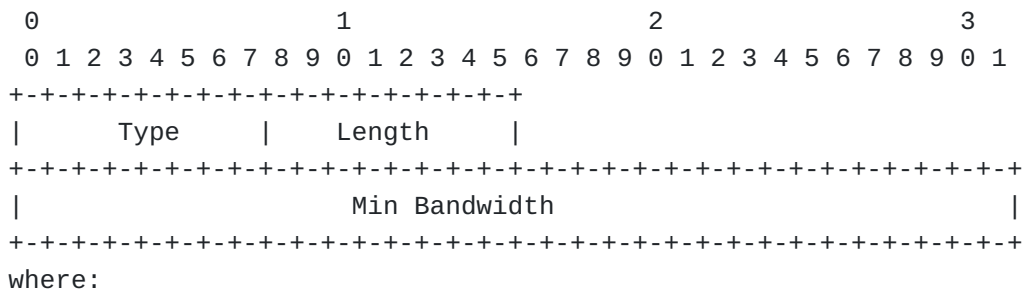 0                   1                   2                   3
 0 1 2 3 4 5 6 7 8 9 0 1 2 3 4 5 6 7 8 9 0 1 2 3 4 5 6 7 8 9 0 1
+-+-+-+-+-+-+-+-+-+-+-+-+-+-+-+-+
|      Type     |    Length     |
+-+-+-+-+-+-+-+-+-+-+-+-+-+-+-+-+-+-+-+-+-+-+-+-+-+-+-+-+-+-+-+-+
|                     Min Bandwidth                             |
+-+-+-+-+-+-+-+-+-+-+-+-+-+-+-+-+-+-+-+-+-+-+-+-+-+-+-+-+-+-+-+-+
where: